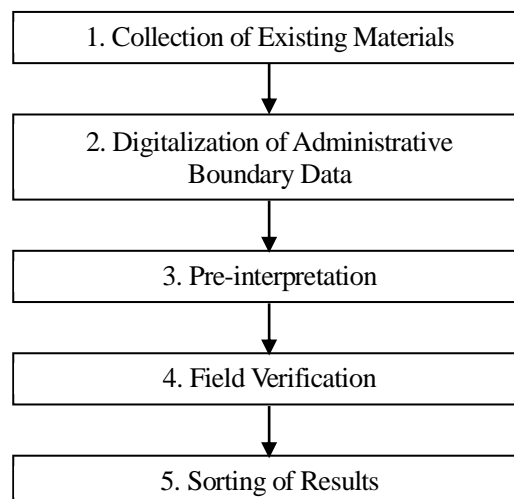 1. Collection of Existing Materials
2. Digitalization of Administrative
Boundary Data
3. Pre-interpretation
4. Field Verification
5. Sorting of Results